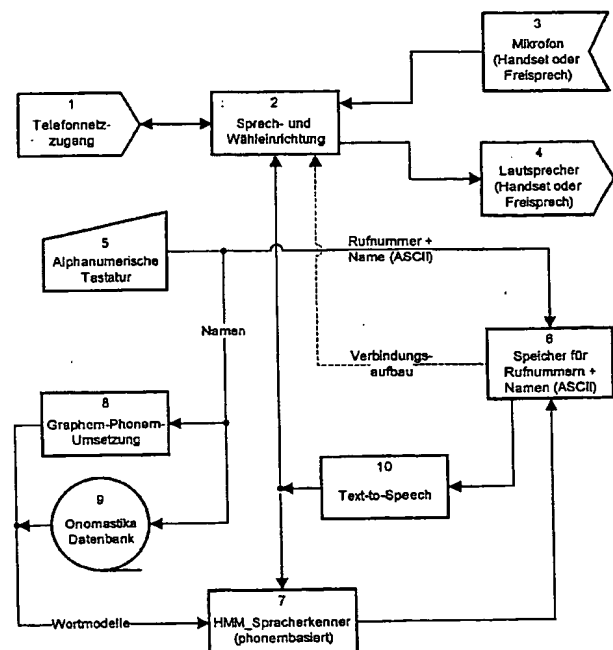 3
Mikrofon
(Handset oder
Freisprech)
1
Telefonnetz-
zugang
2
Sprech- und
Wähleinrichtung
4
Lautsprecher
(Handset oder
Freisprech)
5
Alphanumerische
Tastatur
Rufnummer +
Name (ASCII)
Namen
Verbindungs-
aufbau
6
Speicher für
Rufnummern +
Namen (ASCII)
8
Graphem-Phonem-
Umsetzung
10
Text-to-Speech
9
Onomastika
Datenbank
Wortmodelle
7
HMM_Spracherkenner
(phonembasiert)